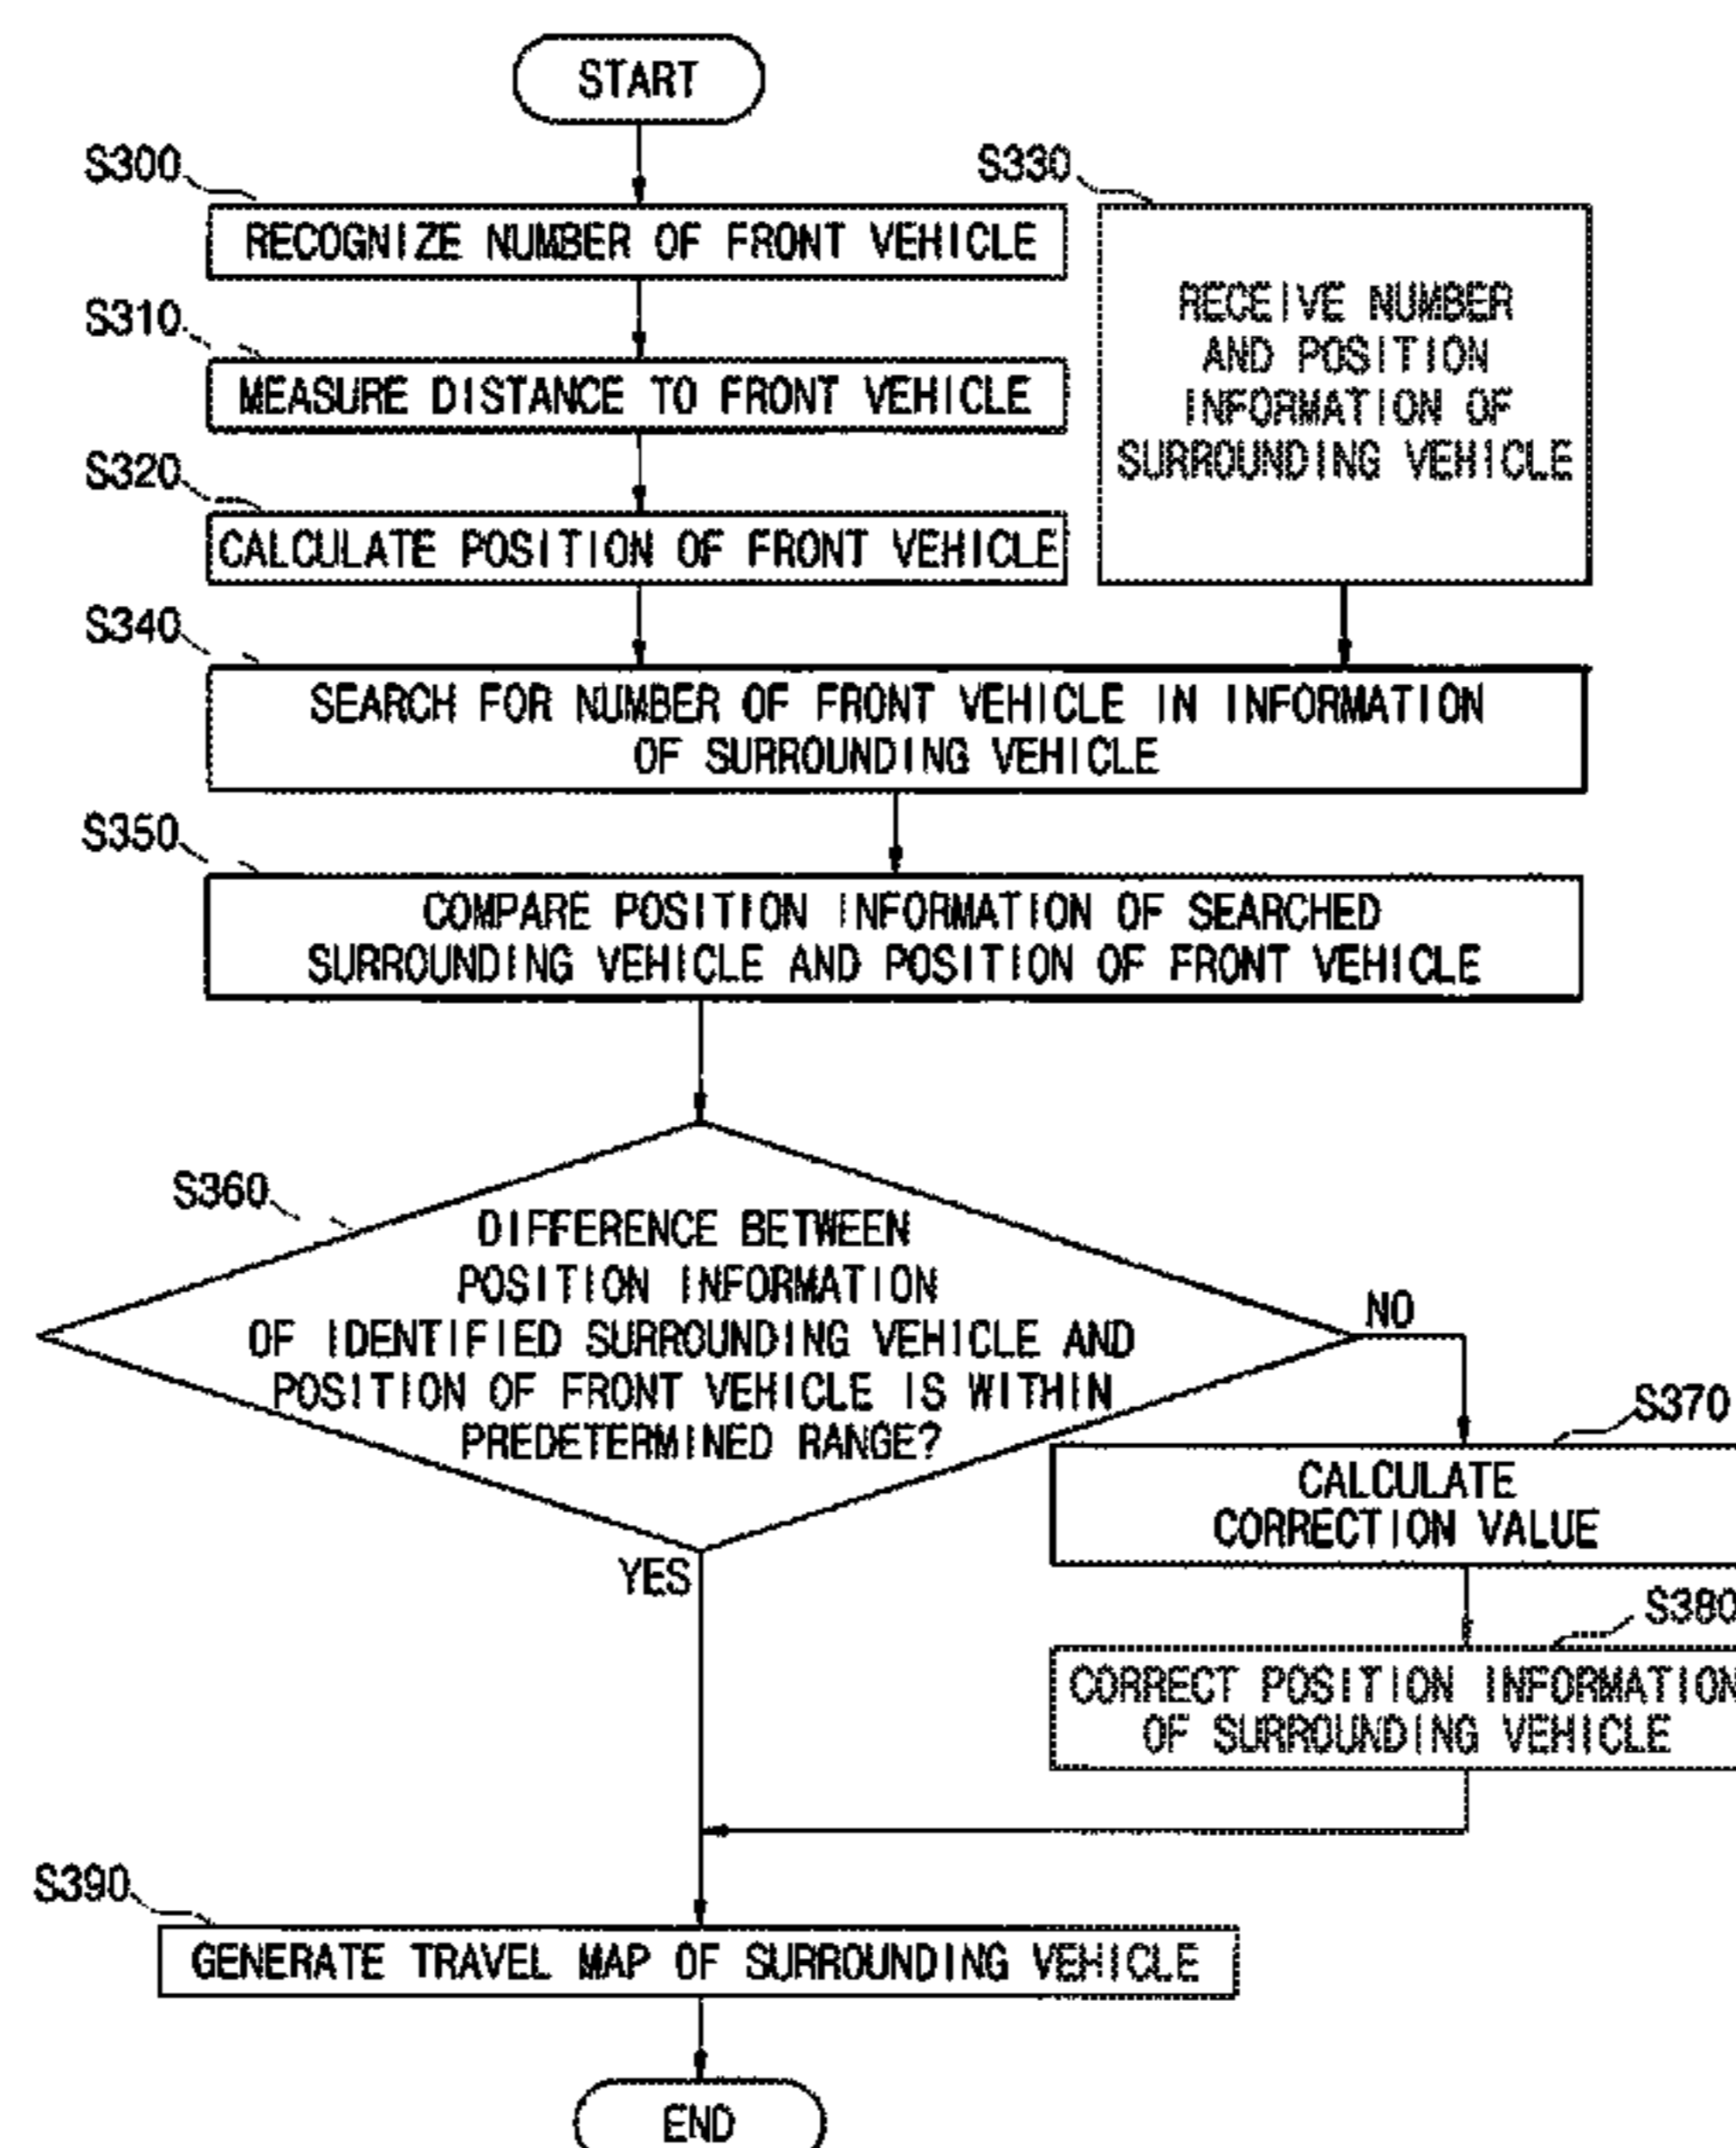 START
S300
RECOGNIZE NUMBER OF FRONT VEHICLE
S330
RECEIVE NUMBER
AND POSITION
INFORMATION OF
SURROUNDING VEHICLE
S310
MEASURE DISTANCE TO FRONT VEHICLE
S320
CALCULATE POSITION OF FRONT VEHICLE
S340
SEARCH FOR NUMBER OF FRONT VEHICLE IN INFORMATION
OF SURROUNDING VEHICLE
S350
COMPARE POSITION INFORMATION OF SEARCHED
SURROUNDING VEHICLE AND POSITION OF FRONT VEHICLE
S360
DIFFERENCE BETWEEN
POSITION INFORMATION
OF IDENTIFIED SURROUNDING VEHICLE AND
POSITION OF FRONT VEHICLE IS WITHIN
PREDETERMINED RANGE?
NO
S370
CALCULATE
CORRECTION VALUE
YES
S380
CORRECT POSITION INFORMATION
OF SURROUNDING VEHICLE
S390
GENERATE TRAVEL MAP OF SURROUNDING VEHICLE
END